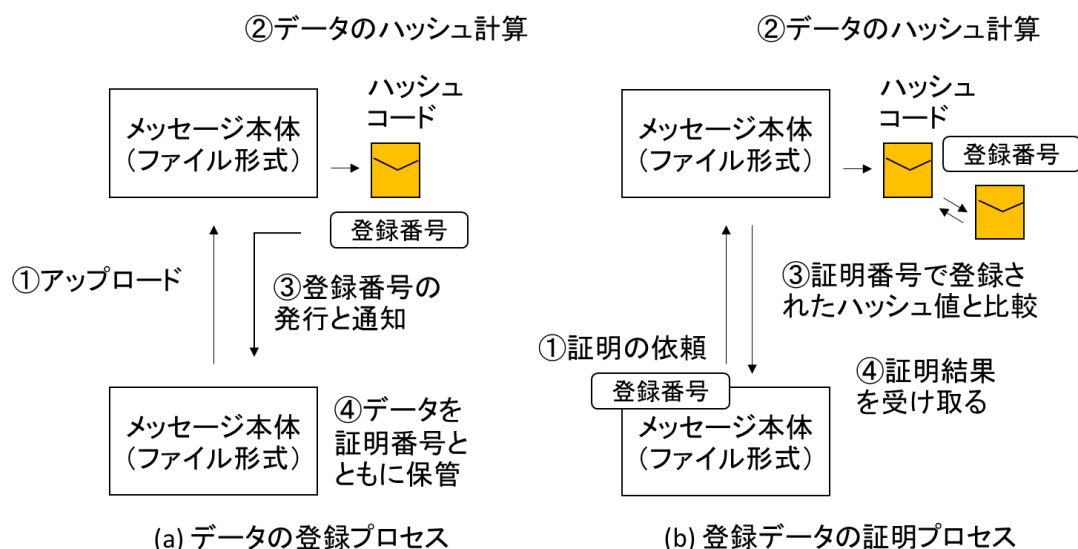 ②データのハッシュ計算
ハッシュ
コード
メッセージ本体
(ファイル形式)
登録番号
①アップロード
③登録番号の
発行と通知
メッセージ本体
(ファイル形式)
④データを
証明番号と
ともに保管
(a) データの登録プロセス
②データのハッシュ計算
ハッシュ
コード
メッセージ本体
(ファイル形式)
登録番号
③証明番号で登録さ
れたハッシュ値と比較
①証明の依頼
登録番号
メッセージ本体
(ファイル形式)
④証明結果
を受け取る
(b) 登録データの証明プロセス